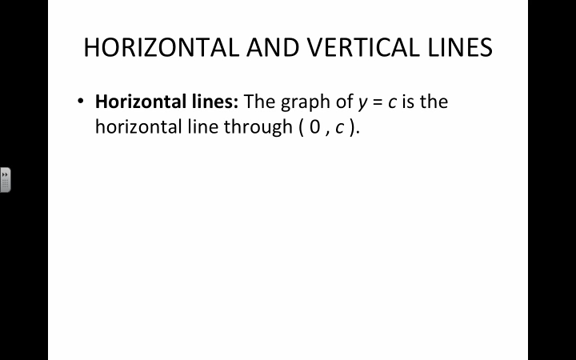 HORIZONTAL AND VERTICAL LINES
• Horizontal lines: The graph of y = c is the
horizontal line through ( 0 , c ).